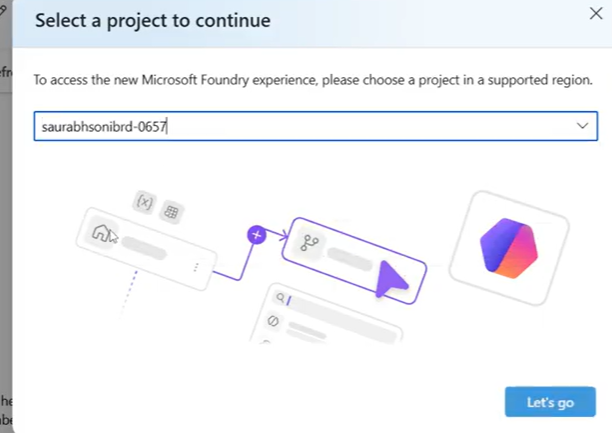 Select a project to continue
To access the new Microsoft Foundry experience, please choose a project in a supported region.
saurabhsonibrd-0657
{x}
Let's go